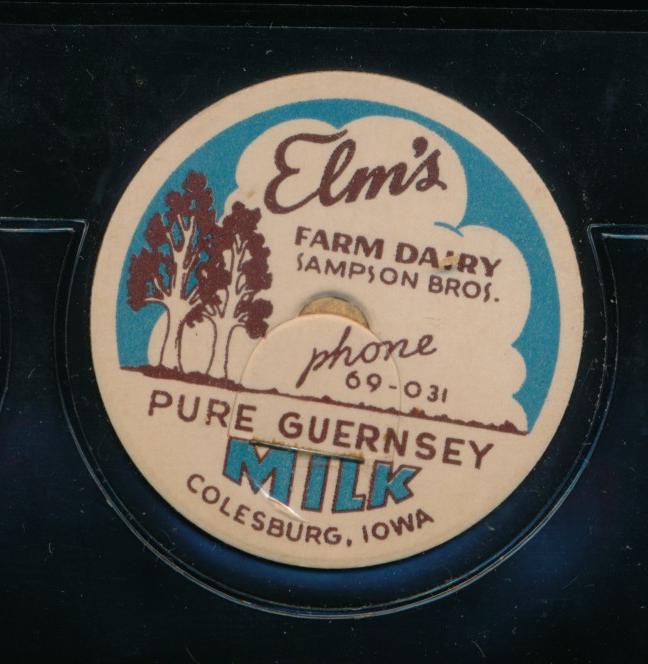 Elm's
FARM DAIRY
SAMPSON BROS.
phone
69-031
PURE GUERNSEY
MILK
COLESBURG, IOWA